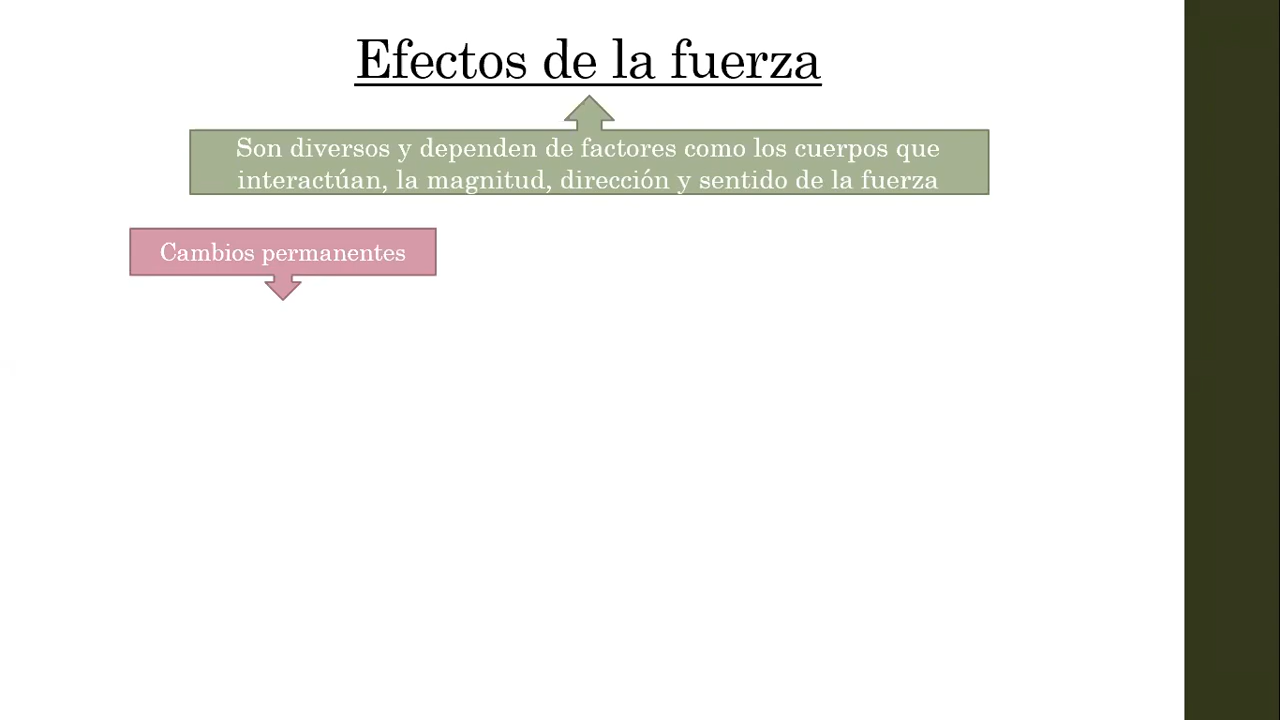 Efectos de la fuerza
Son diversos y dependen de factores como los cuerpos que
interactúan, la magnitud, dirección y sentido de la fuerza
Cambios permanentes